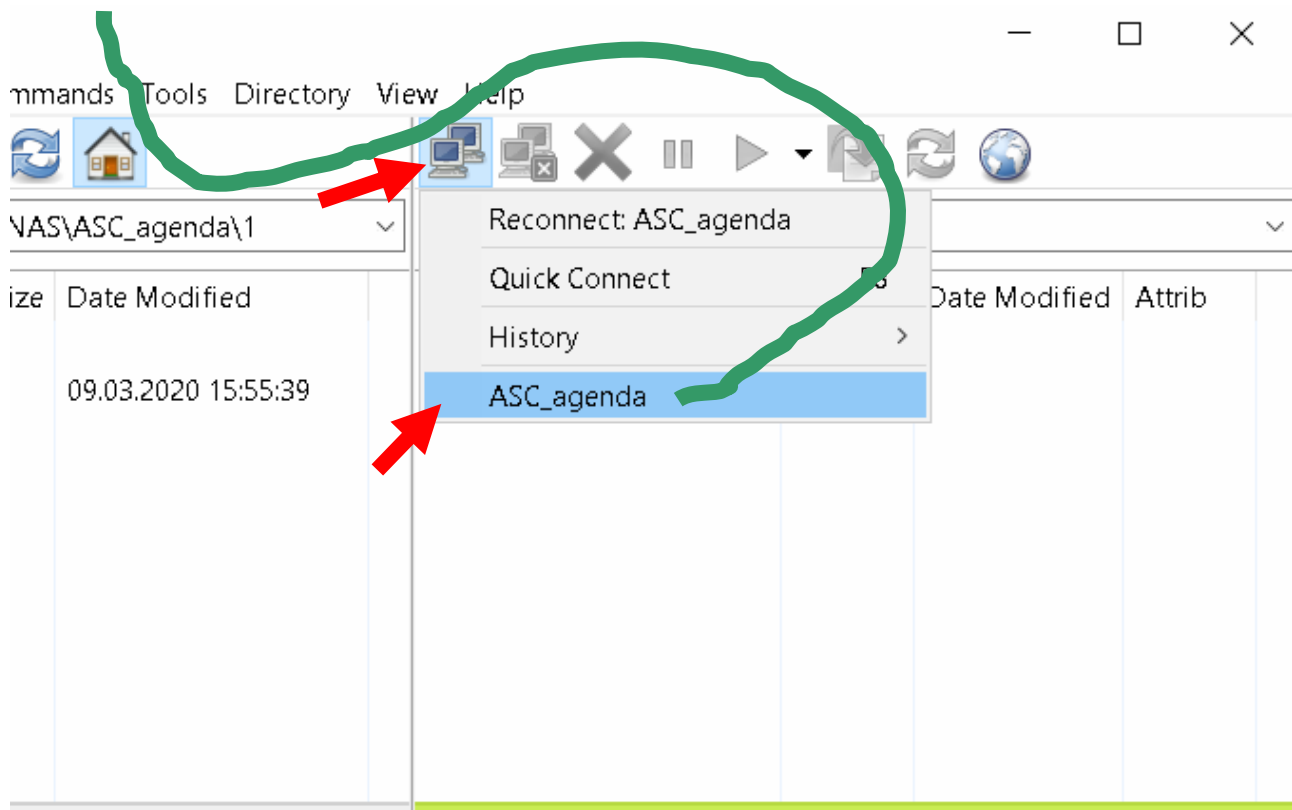 mmands Tools Directory View Help
NAS\ASC_agenda\1
Reconnect: ASC_agenda
Quick Connect
History
ASC_agenda
ize Date Modified
09.03.2020 15:55:39
Date Modified Attrib